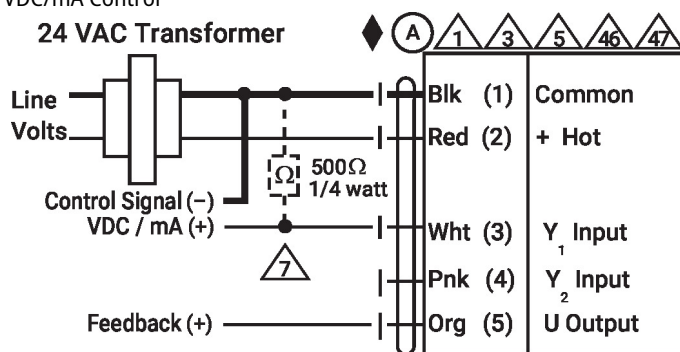 VDC/mA Control
24 VAC Transformer
A 1 3 5 46 47
Line
Volts
Blk (1) Common
Red (2) + Hot
Ω 500Ω
1/4 watt
Control Signal (−)
VDC / mA (+)
Wht (3) Y1 Input
7
Pnk (4) Y2 Input
Feedback (+)
Org (5) U Output